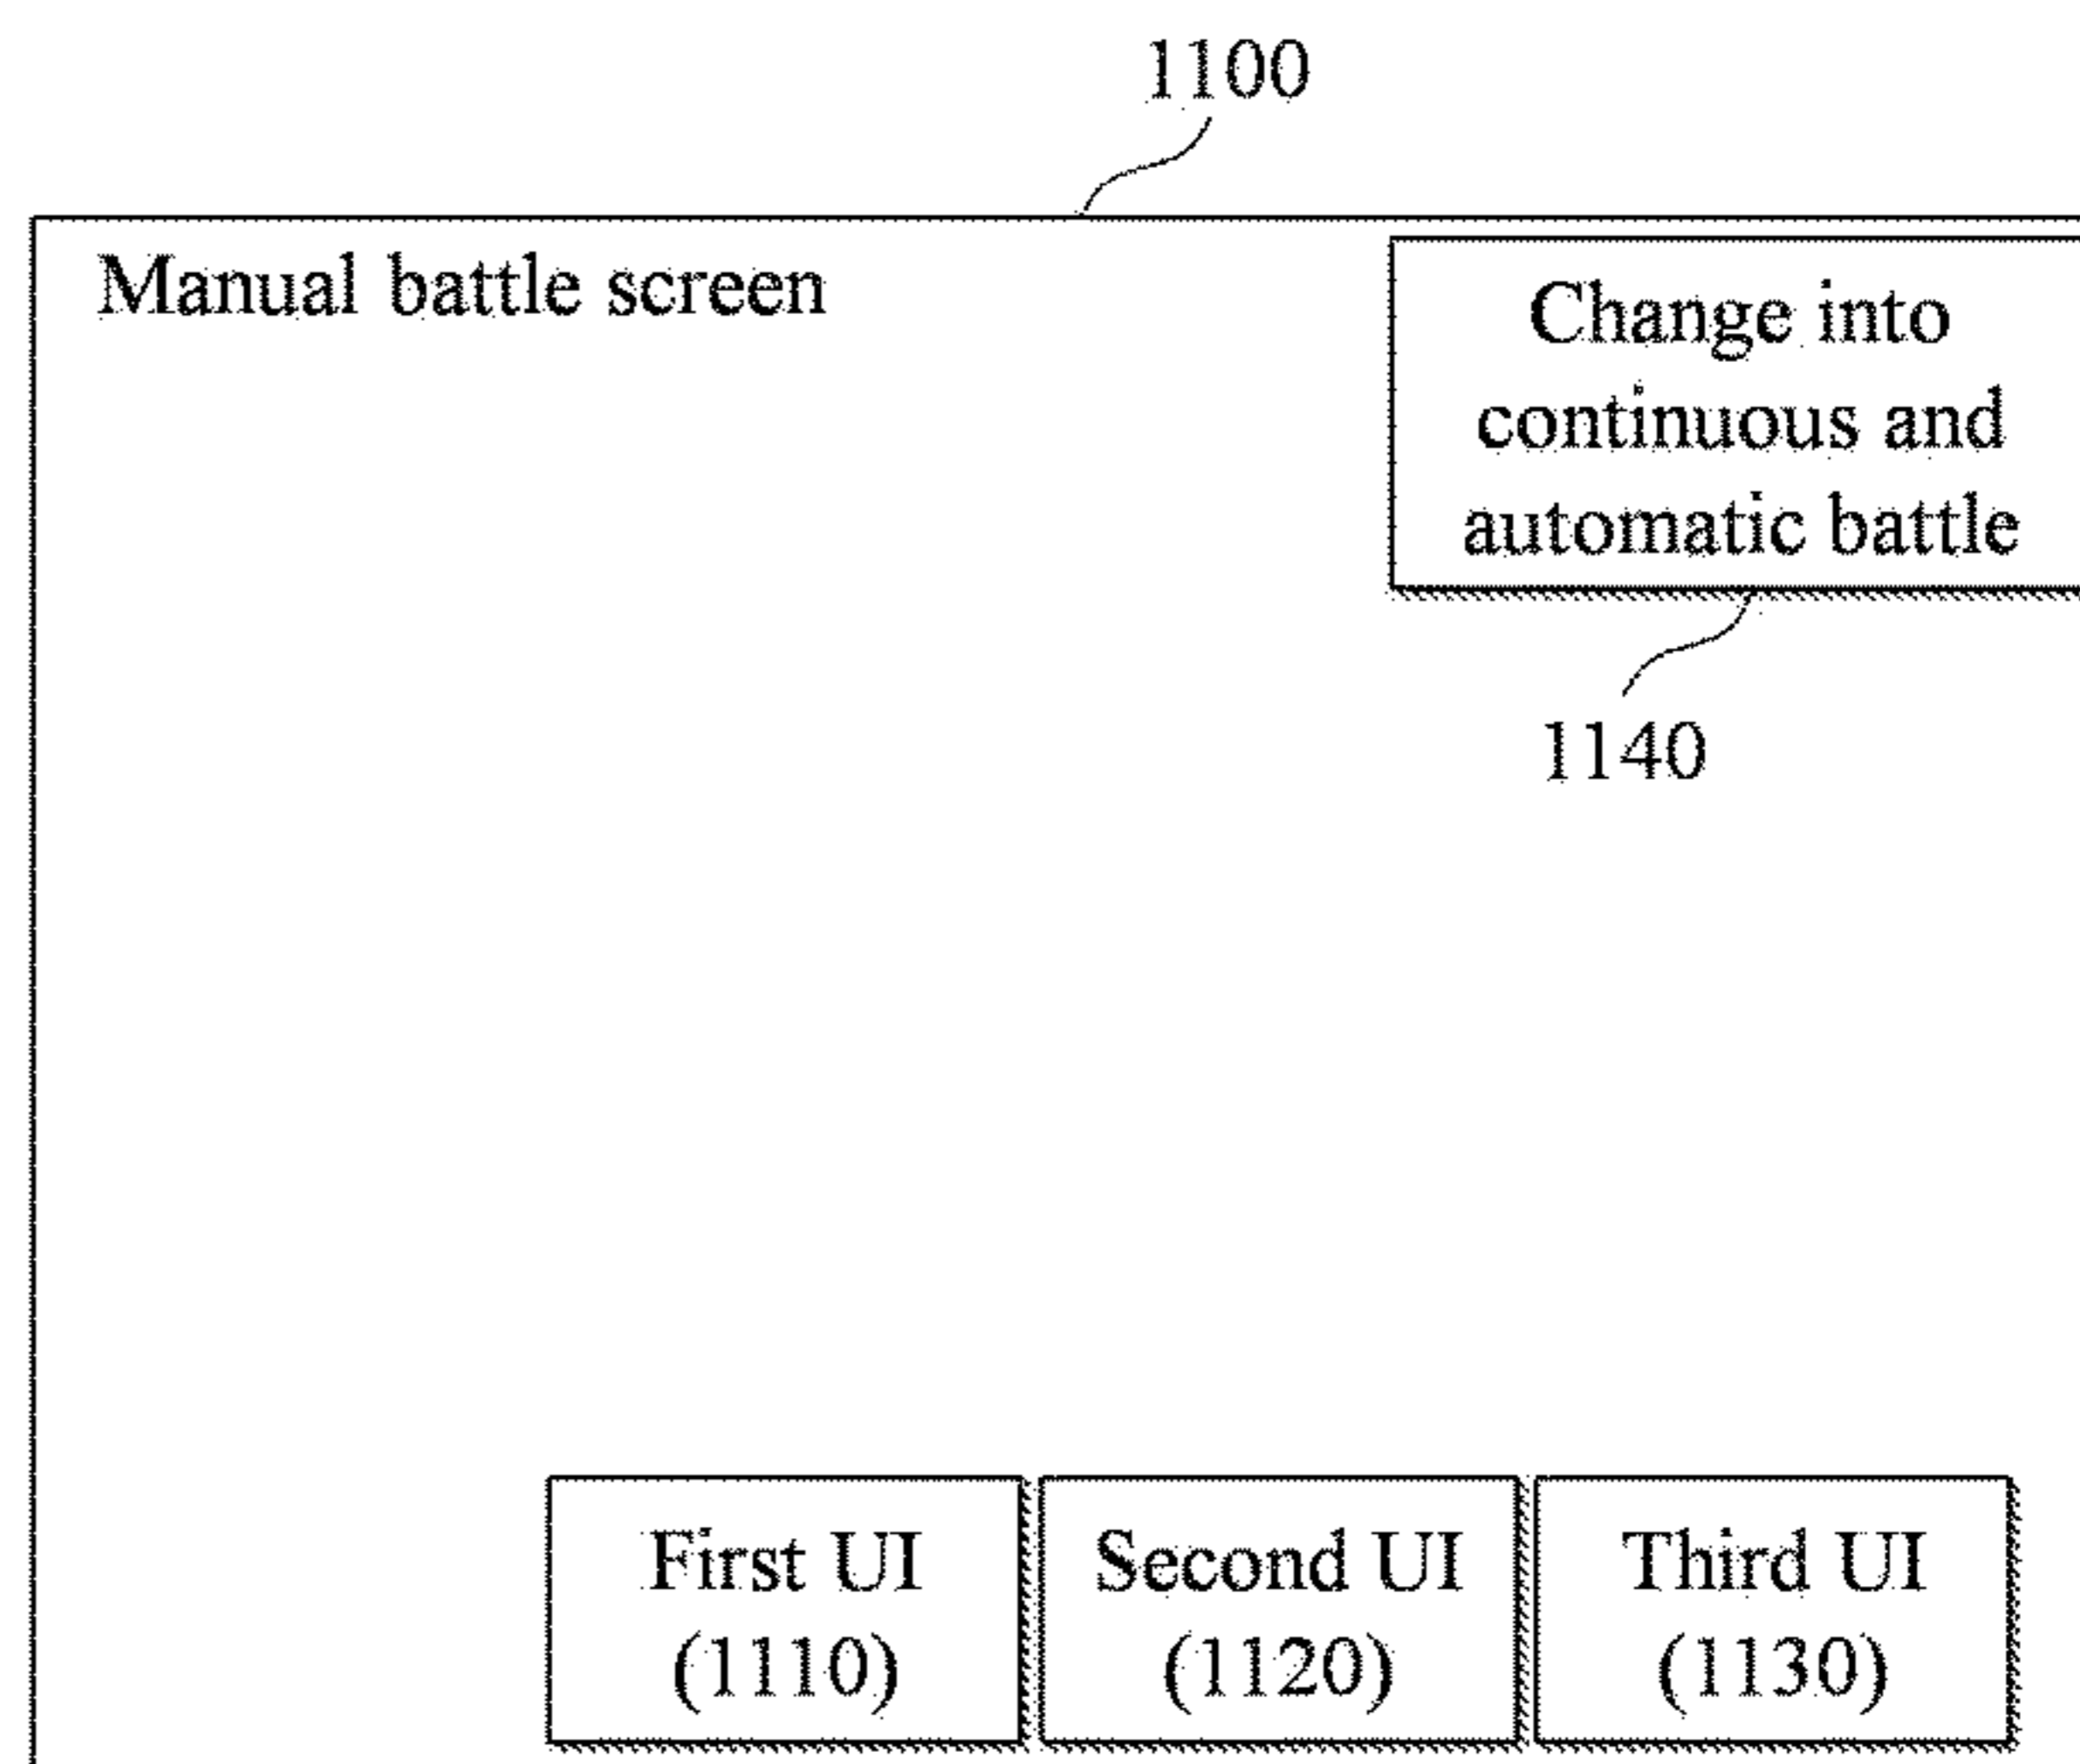 1100
Manual battle screen
Change into
continuous and
automatic battle
1140
First UI
(1110)
Second UI
(1120)
Third UI
(1130)